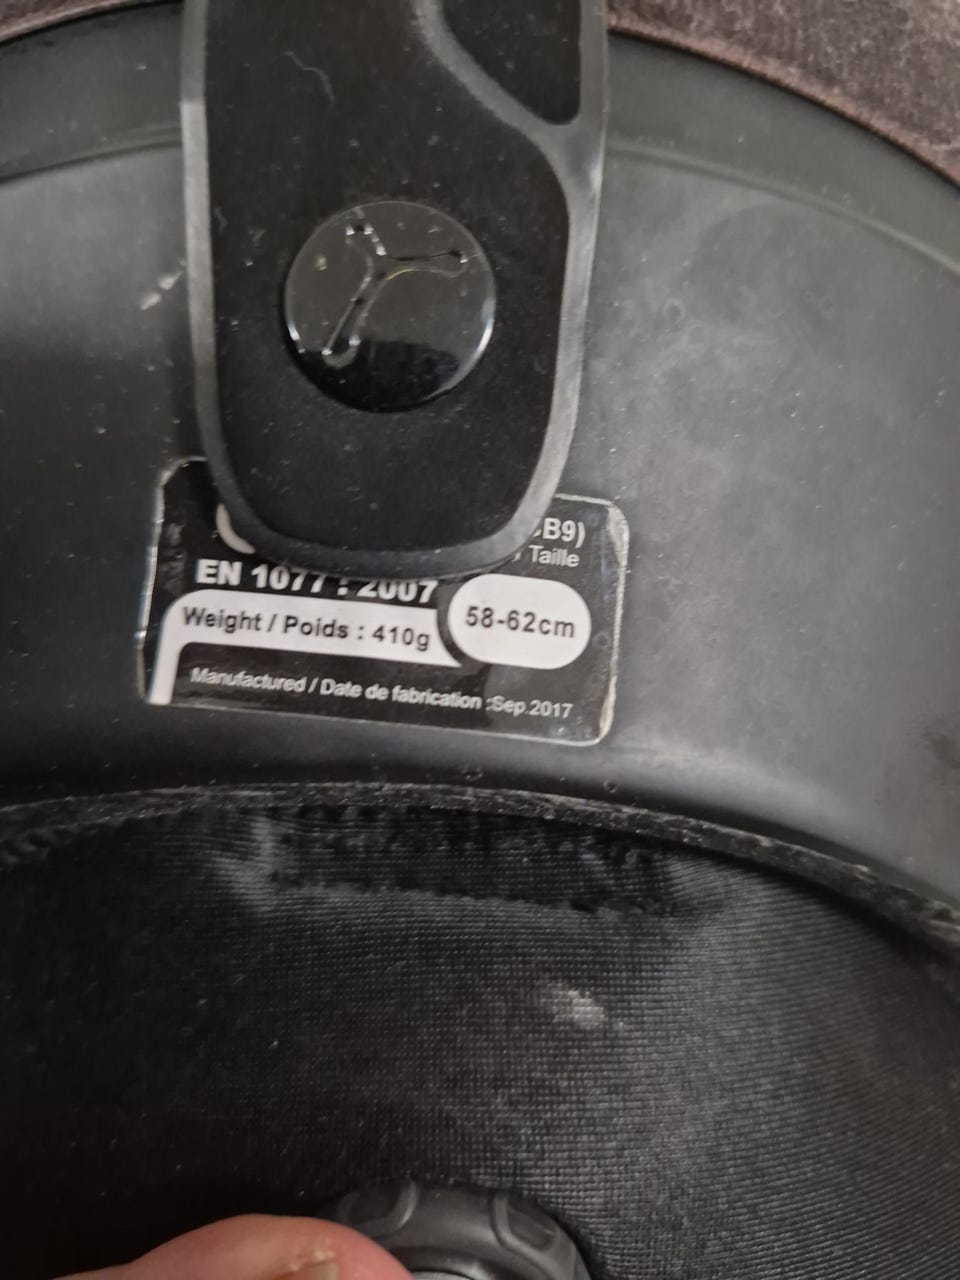 B9)
Taille
EN 1077 : 2007
58-62cm
Weight / Poids : 410g
Manufactured / Date de fabrication :Sep.2017